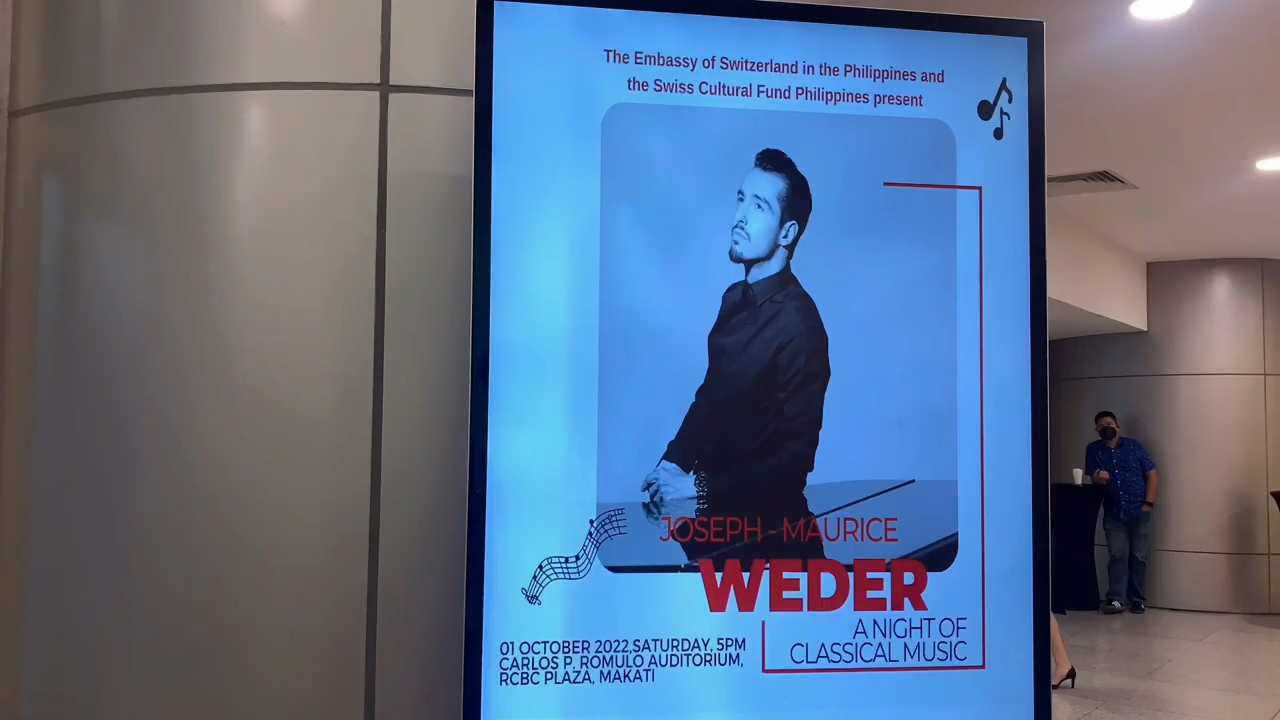 The Embassy of Switzerland in the Philippines and
the Swiss Cultural Fund Philippines present
JOSEPH - MAURICE
WEDER
A NIGHT OF
CLASSICAL MUSIC
01 OCTOBER 2022,SATURDAY, 5PM
CARLOS P. ROMULO AUDITORIUM,
RCBC PLAZA, MAKATI